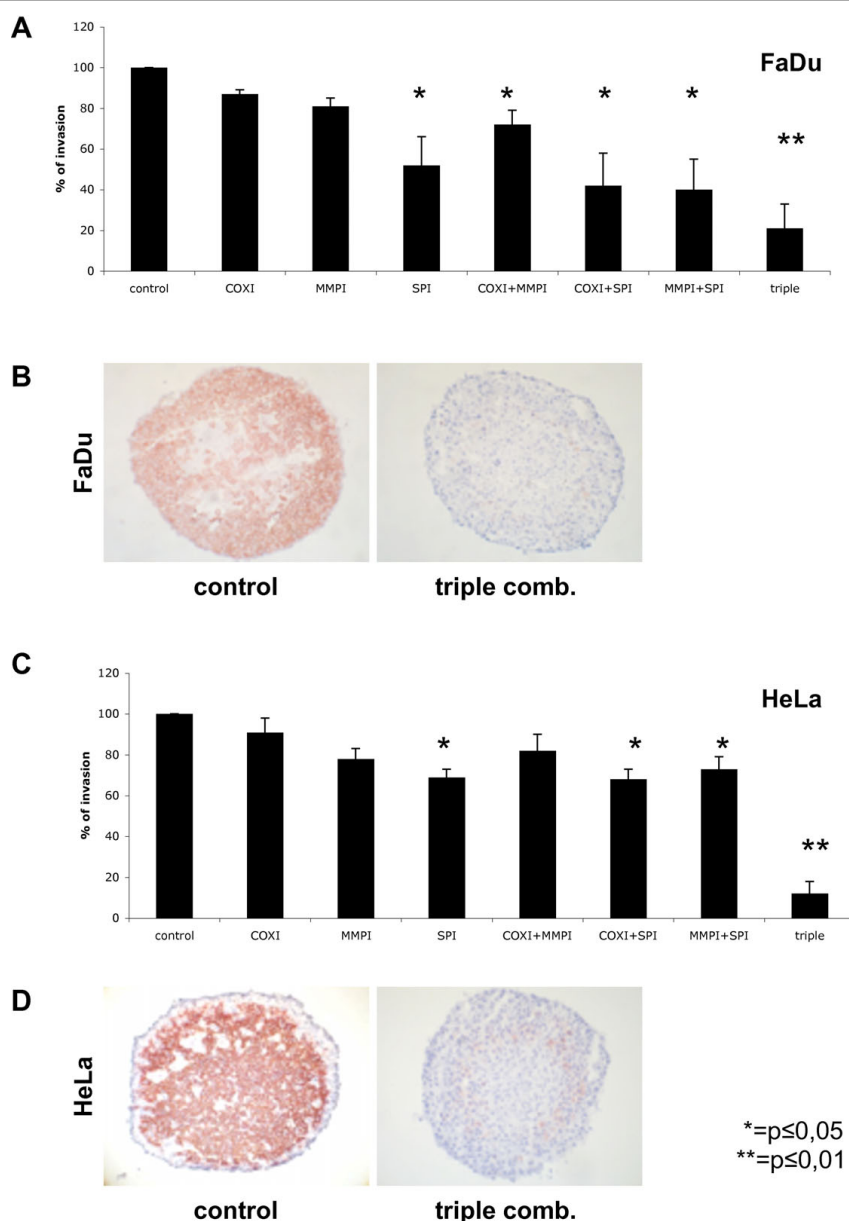 A
120
100
80
60
40
20
0
% of invasion
FaDu
* * * * **
control COXI MMPI SPI COXI+MMPI COXI+SPI MMPI+SPI triple
B
FaDu
control triple comb.
C
120
100
80
60
40
20
0
% of invasion
HeLa
* * * **
control COXI MMPI SPI COXI+MMPI COXI+SPI MMPI+SPI triple
D
HeLa
control triple comb.
*=p≤0,05
**=p≤0,01